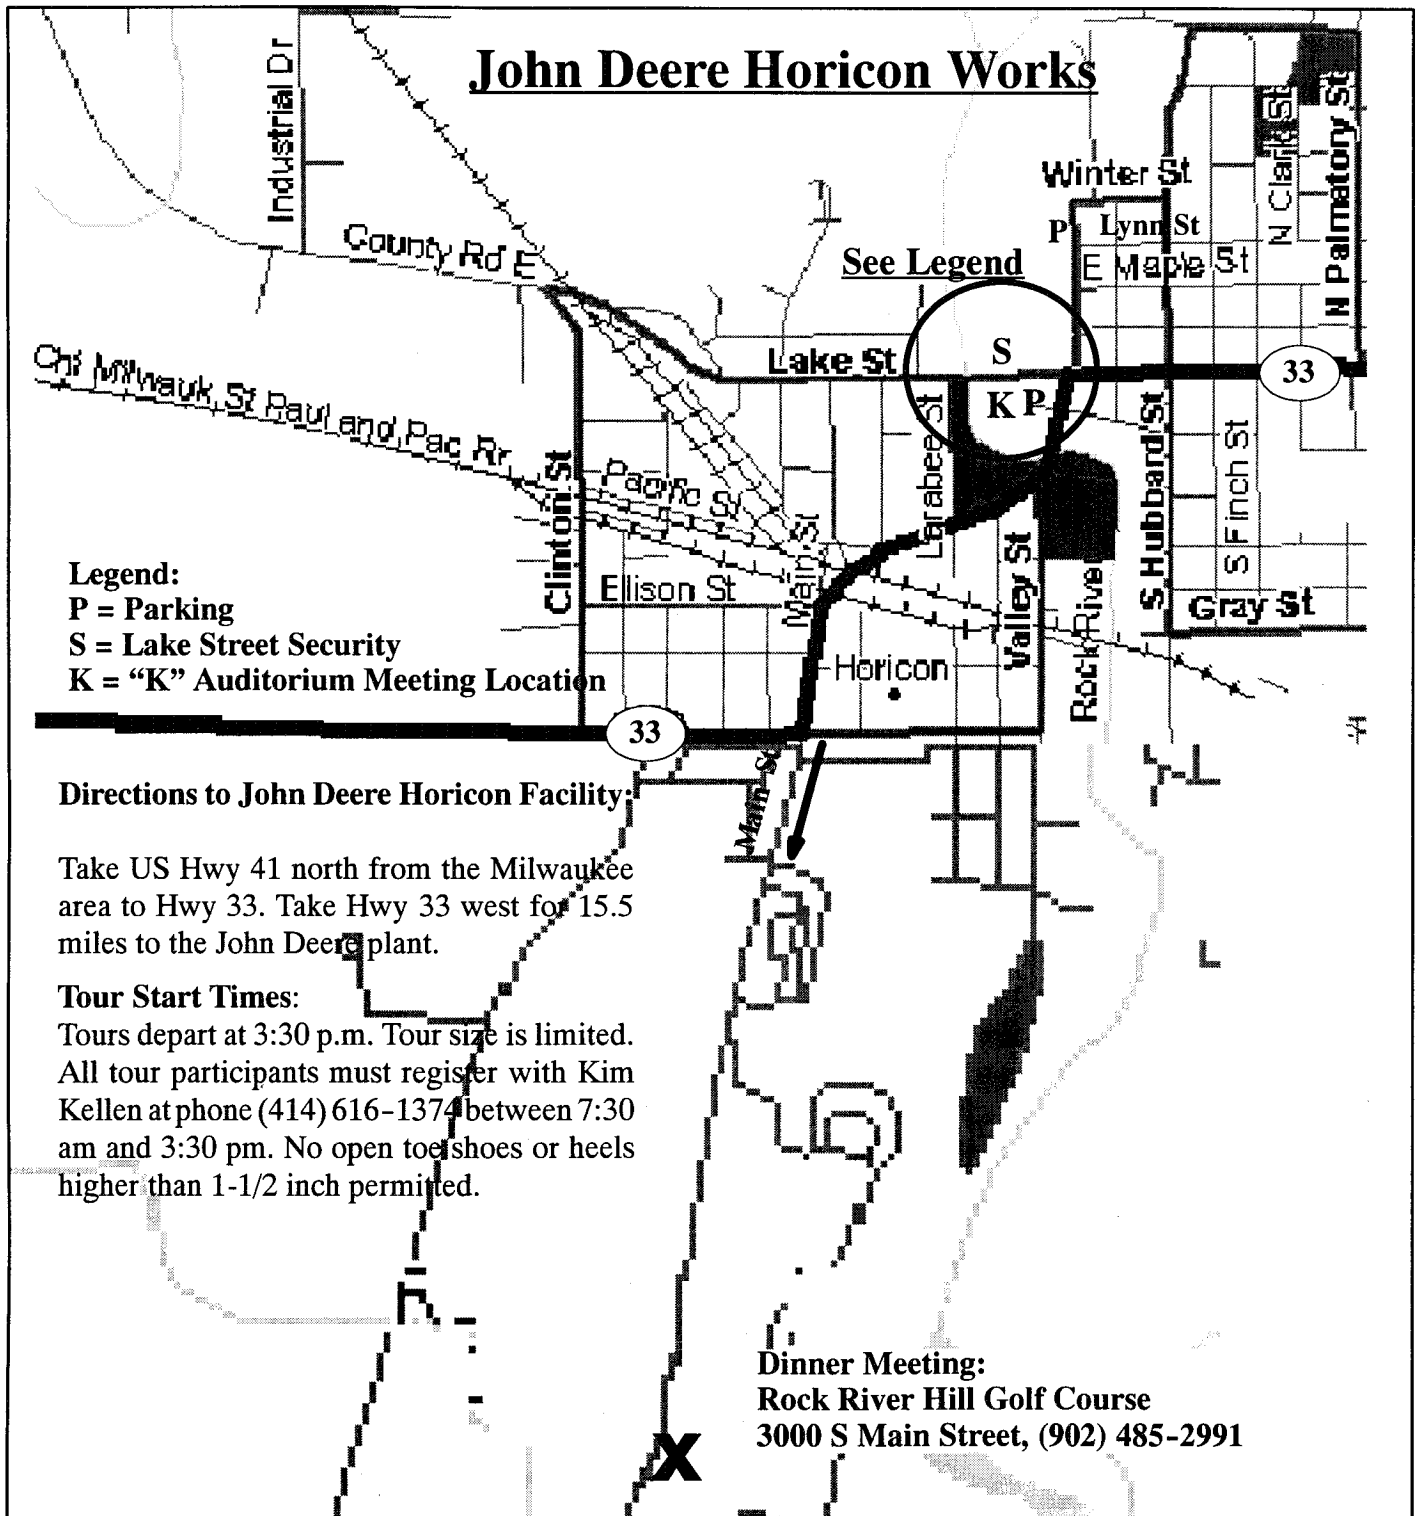 John Deere Horicon Works
Industrial Dr
Winter St
N Clark St
N Palmatory St
P
Lynn St
County Rd E
See Legend
E Maple St
S
Lake St
33
Chi Milwauk St Paul and Pac Rr
K P
Larabee St
S Hubbard St
S Finch St
Clinton St
Pacific St
Main St
Valley St
Rock River
Legend:
P = Parking
S = Lake Street Security
K = “K” Auditorium Meeting Location
Ellison St
Gray St
Horicon
33
Main St
Directions to John Deere Horicon Facility:
Take US Hwy 41 north from the Milwaukee
area to Hwy 33. Take Hwy 33 west for 15.5
miles to the John Deere plant.
Tour Start Times:
Tours depart at 3:30 p.m. Tour size is limited.
All tour participants must register with Kim
Kellen at phone (414) 616-1374 between 7:30
am and 3:30 pm. No open toe shoes or heels
higher than 1-1/2 inch permitted.
Dinner Meeting:
Rock River Hill Golf Course
3000 S Main Street, (902) 485-2991
X